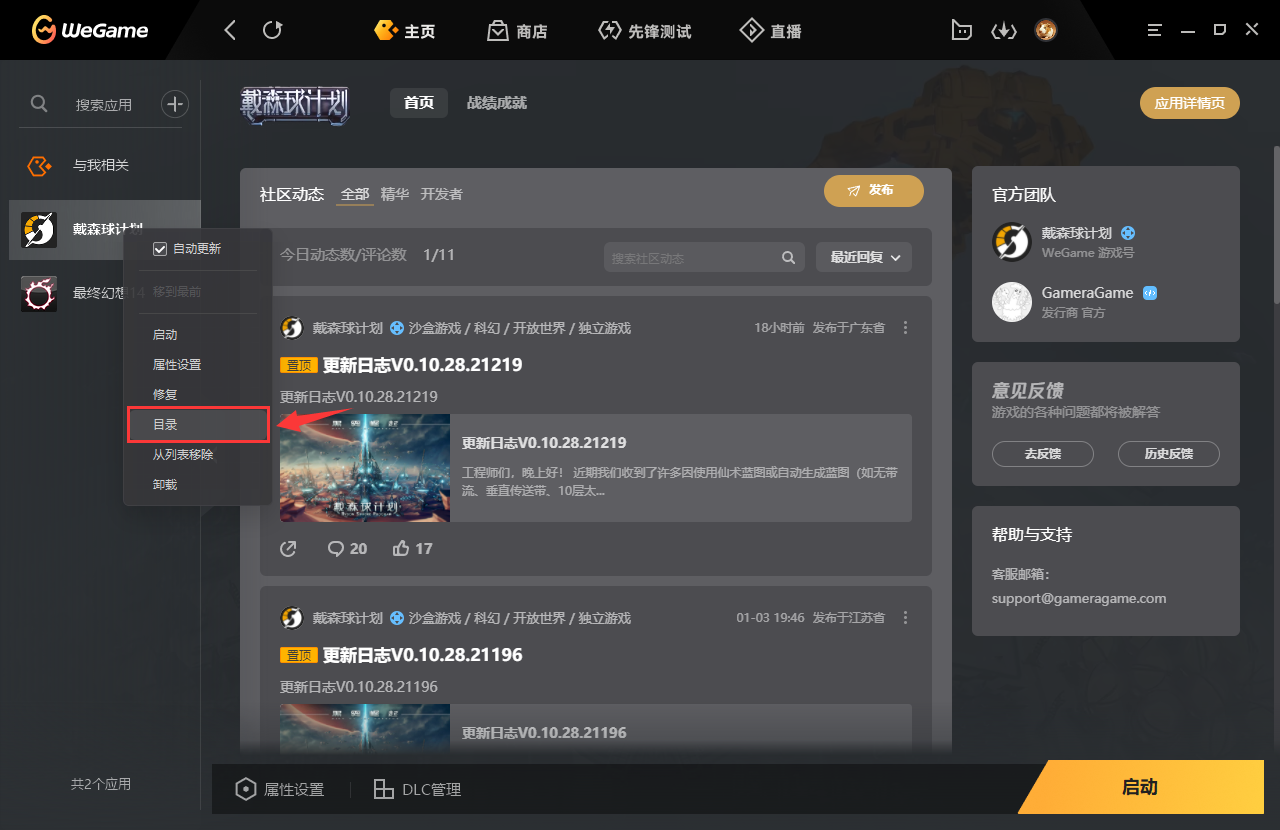 WeGame
主页
商店
先锋测试
直播
搜索应用
与我相关
戴森球计划
最终幻想14
共2个应用
自动更新
移到最前
启动
属性设置
修复
目录
从列表移除
卸载
戴森球计划
首页
战绩成就
应用详情页
社区动态
全部
精华
开发者
发布
今日动态数/评论数 1/11
搜索社区动态
最近回复
戴森球计划 沙盒游戏 / 科幻 / 开放世界 / 独立游戏
18小时前 发布于广东省
置顶 更新日志V0.10.28.21219
更新日志V0.10.28.21219
戴森球计划
更新日志V0.10.28.21219
工程师们，晚上好！ 近期我们收到了许多因使用仙术蓝图或自动生成蓝图（如无带
流、垂直传送带、10层太...
20
17
戴森球计划 沙盒游戏 / 科幻 / 开放世界 / 独立游戏
01-03 19:46 发布于江苏省
置顶 更新日志V0.10.28.21196
更新日志V0.10.28.21196
更新日志V0.10.28.21196
官方团队
戴森球计划
WeGame 游戏号
GameraGame
发行商 官方
意见反馈
游戏的各种问题都将被解答
去反馈
历史反馈
帮助与支持
客服邮箱：
support@gameragame.com
属性设置
DLC管理
启动